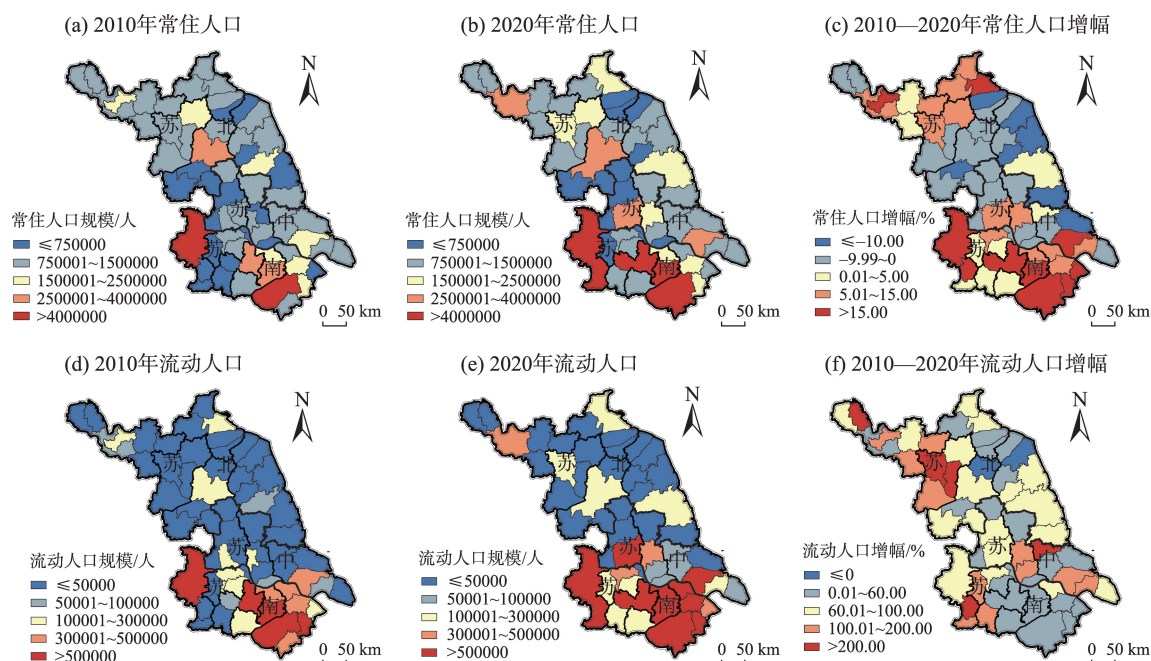 (a) 2010年常住人口
N
苏
北
苏
中
苏
南
常住人口规模/人
≤750000
750001~1500000
1500001~2500000
2500001~4000000
>4000000
0 50 km
(b) 2020年常住人口
N
苏
北
苏
中
苏
南
常住人口规模/人
≤750000
750001~1500000
1500001~2500000
2500001~4000000
>4000000
0 50 km
(c) 2010—2020年常住人口增幅
N
苏
北
苏
中
苏
南
常住人口增幅/%
≤–10.00
–9.99~0
0.01~5.00
5.01~15.00
>15.00
0 50 km
(d) 2010年流动人口
N
苏
北
苏
中
苏
南
流动人口规模/人
≤50000
50001~100000
100001~300000
300001~500000
>500000
0 50 km
(e) 2020年流动人口
N
苏
北
苏
中
苏
南
流动人口规模/人
≤50000
50001~100000
100001~300000
300001~500000
>500000
0 50 km
(f) 2010—2020年流动人口增幅
N
苏
北
苏
中
苏
南
流动人口增幅/%
≤0
0.01~60.00
60.01~100.00
100.01~200.00
>200.00
0 50 km